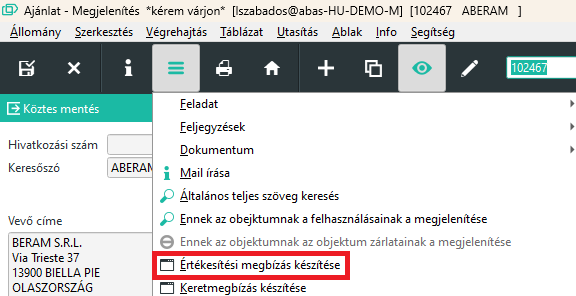 Ajánlat - Megjelenítés *kérem várjon* [lszabados@abas-HU-DEMO-M] [102467 ABERAM ]
Állomány Szerkesztés Végrehajtás Táblázat Utasítás Ablak Info Segítség
102467
Köztes mentés
Hivatkozási szám
Keresőszó ABERAM
Vevő címe
BERAM S.R.L.
Via Trieste 37
13900 BIELLA PIE
OLASZORSZÁG
Feladat
Feljegyzések
Dokumentum
Mail írása
Általános teljes szöveg keresés
Ennek az obejktumnak a felhasználásainak a megjelenítése
Ennek az objektumnak az objektum zárlatainak a megjelenítése
Értékesítési megbízás készítése
Keretmegbízás készítése